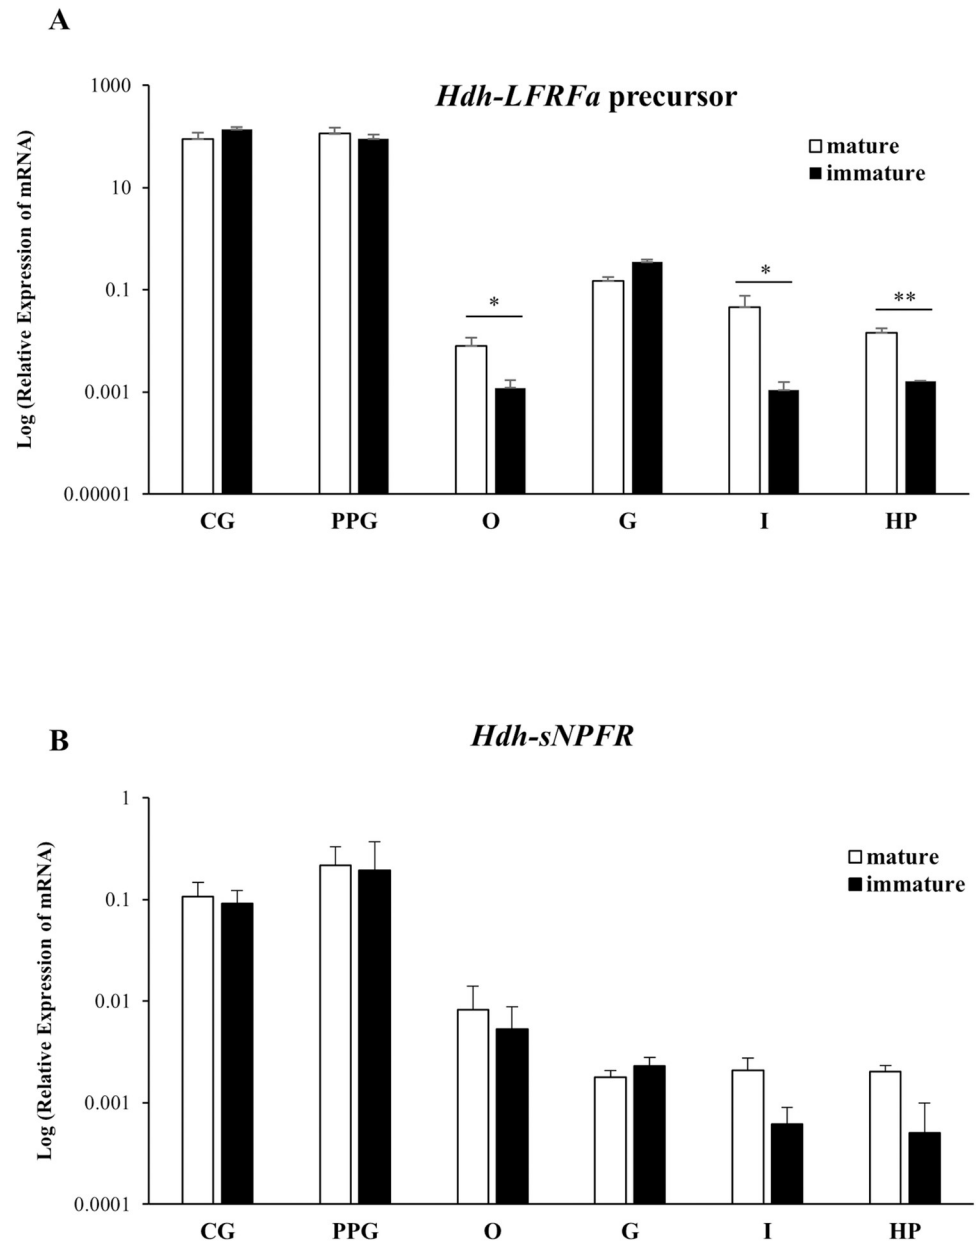 A
Hdh-LFRFa precursor
Log (Relative Expression of mRNA)
1000
10
0.1
0.001
0.00001
mature
immature
*
*
**
CG PPG O G I HP
B
Hdh-sNPFR
Log (Relative Expression of mRNA)
1
0.1
0.01
0.001
0.0001
mature
immature
CG PPG O G I HP